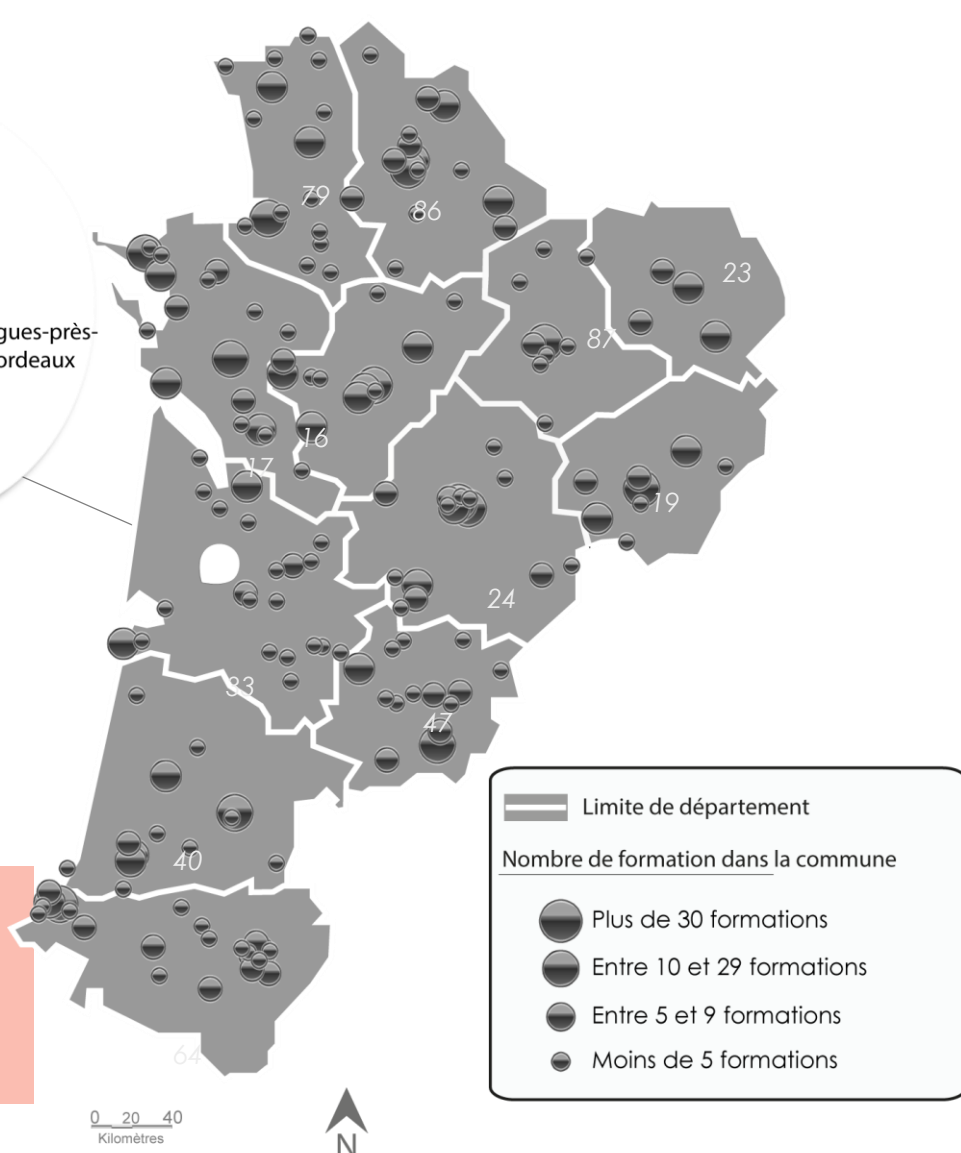 79
86
23
gues-près-
ordeaux
87
16
17
19
24
33
47
40
64
Limite de département
Nombre de formation dans la commune
Plus de 30 formations
Entre 10 et 29 formations
Entre 5 et 9 formations
Moins de 5 formations
0 20 40
Kilomètres
N